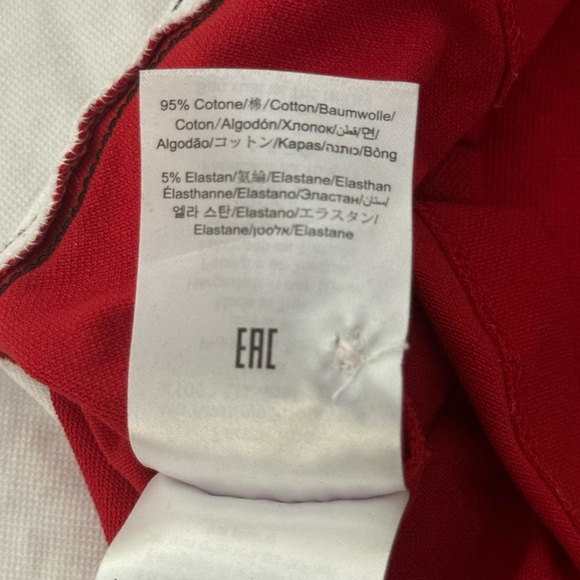 95% Cotone/棉/Cotton/Baumwolle/
Coton/Algodón/Хлопок/قطن/면/
Algodão/コットン/Kapas/כותנה/Bông
5% Elastan/氨綸/Elastane/Elasthan
Élasthanne/Elastano/Эластан/
엘라 스탄/Elastano/エラスタン/
Elastane/אלסטן/Elastane
EAC